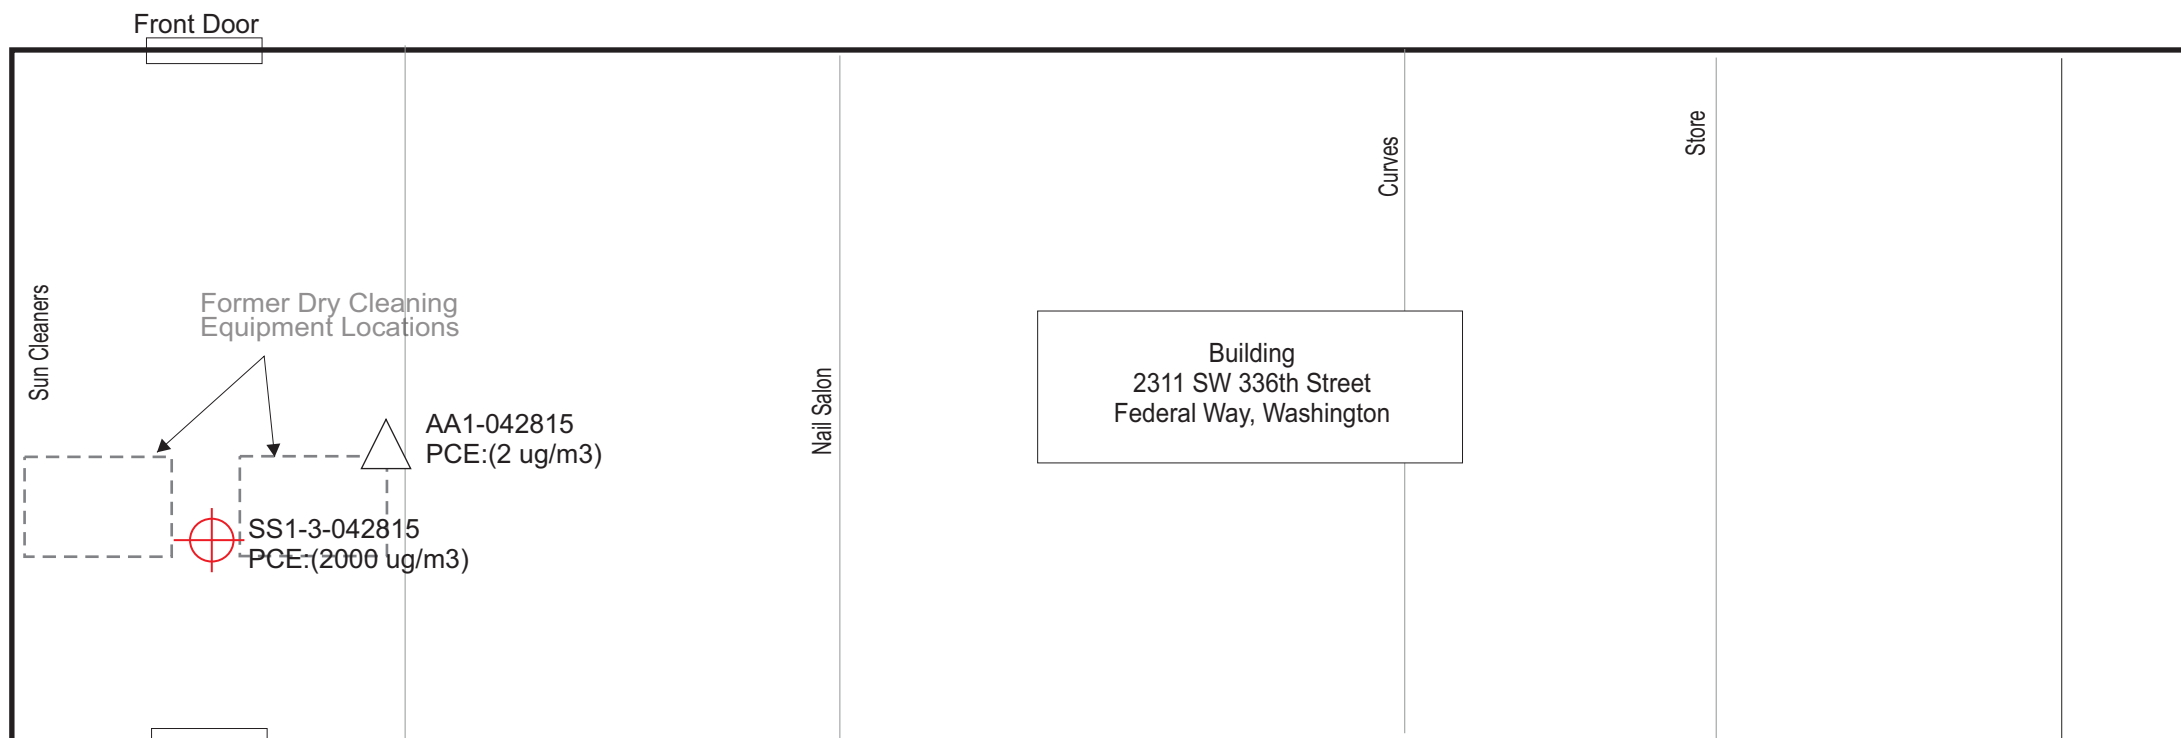 Front Door
Sun Cleaners
Former Dry Cleaning
Equipment Locations
AA1-042815
PCE:(2 ug/m3)
SS1-3-042815
PCE:(2000 ug/m3)
Nail Salon
Building
2311 SW 336th Street
Federal Way, Washington
Curves
Store